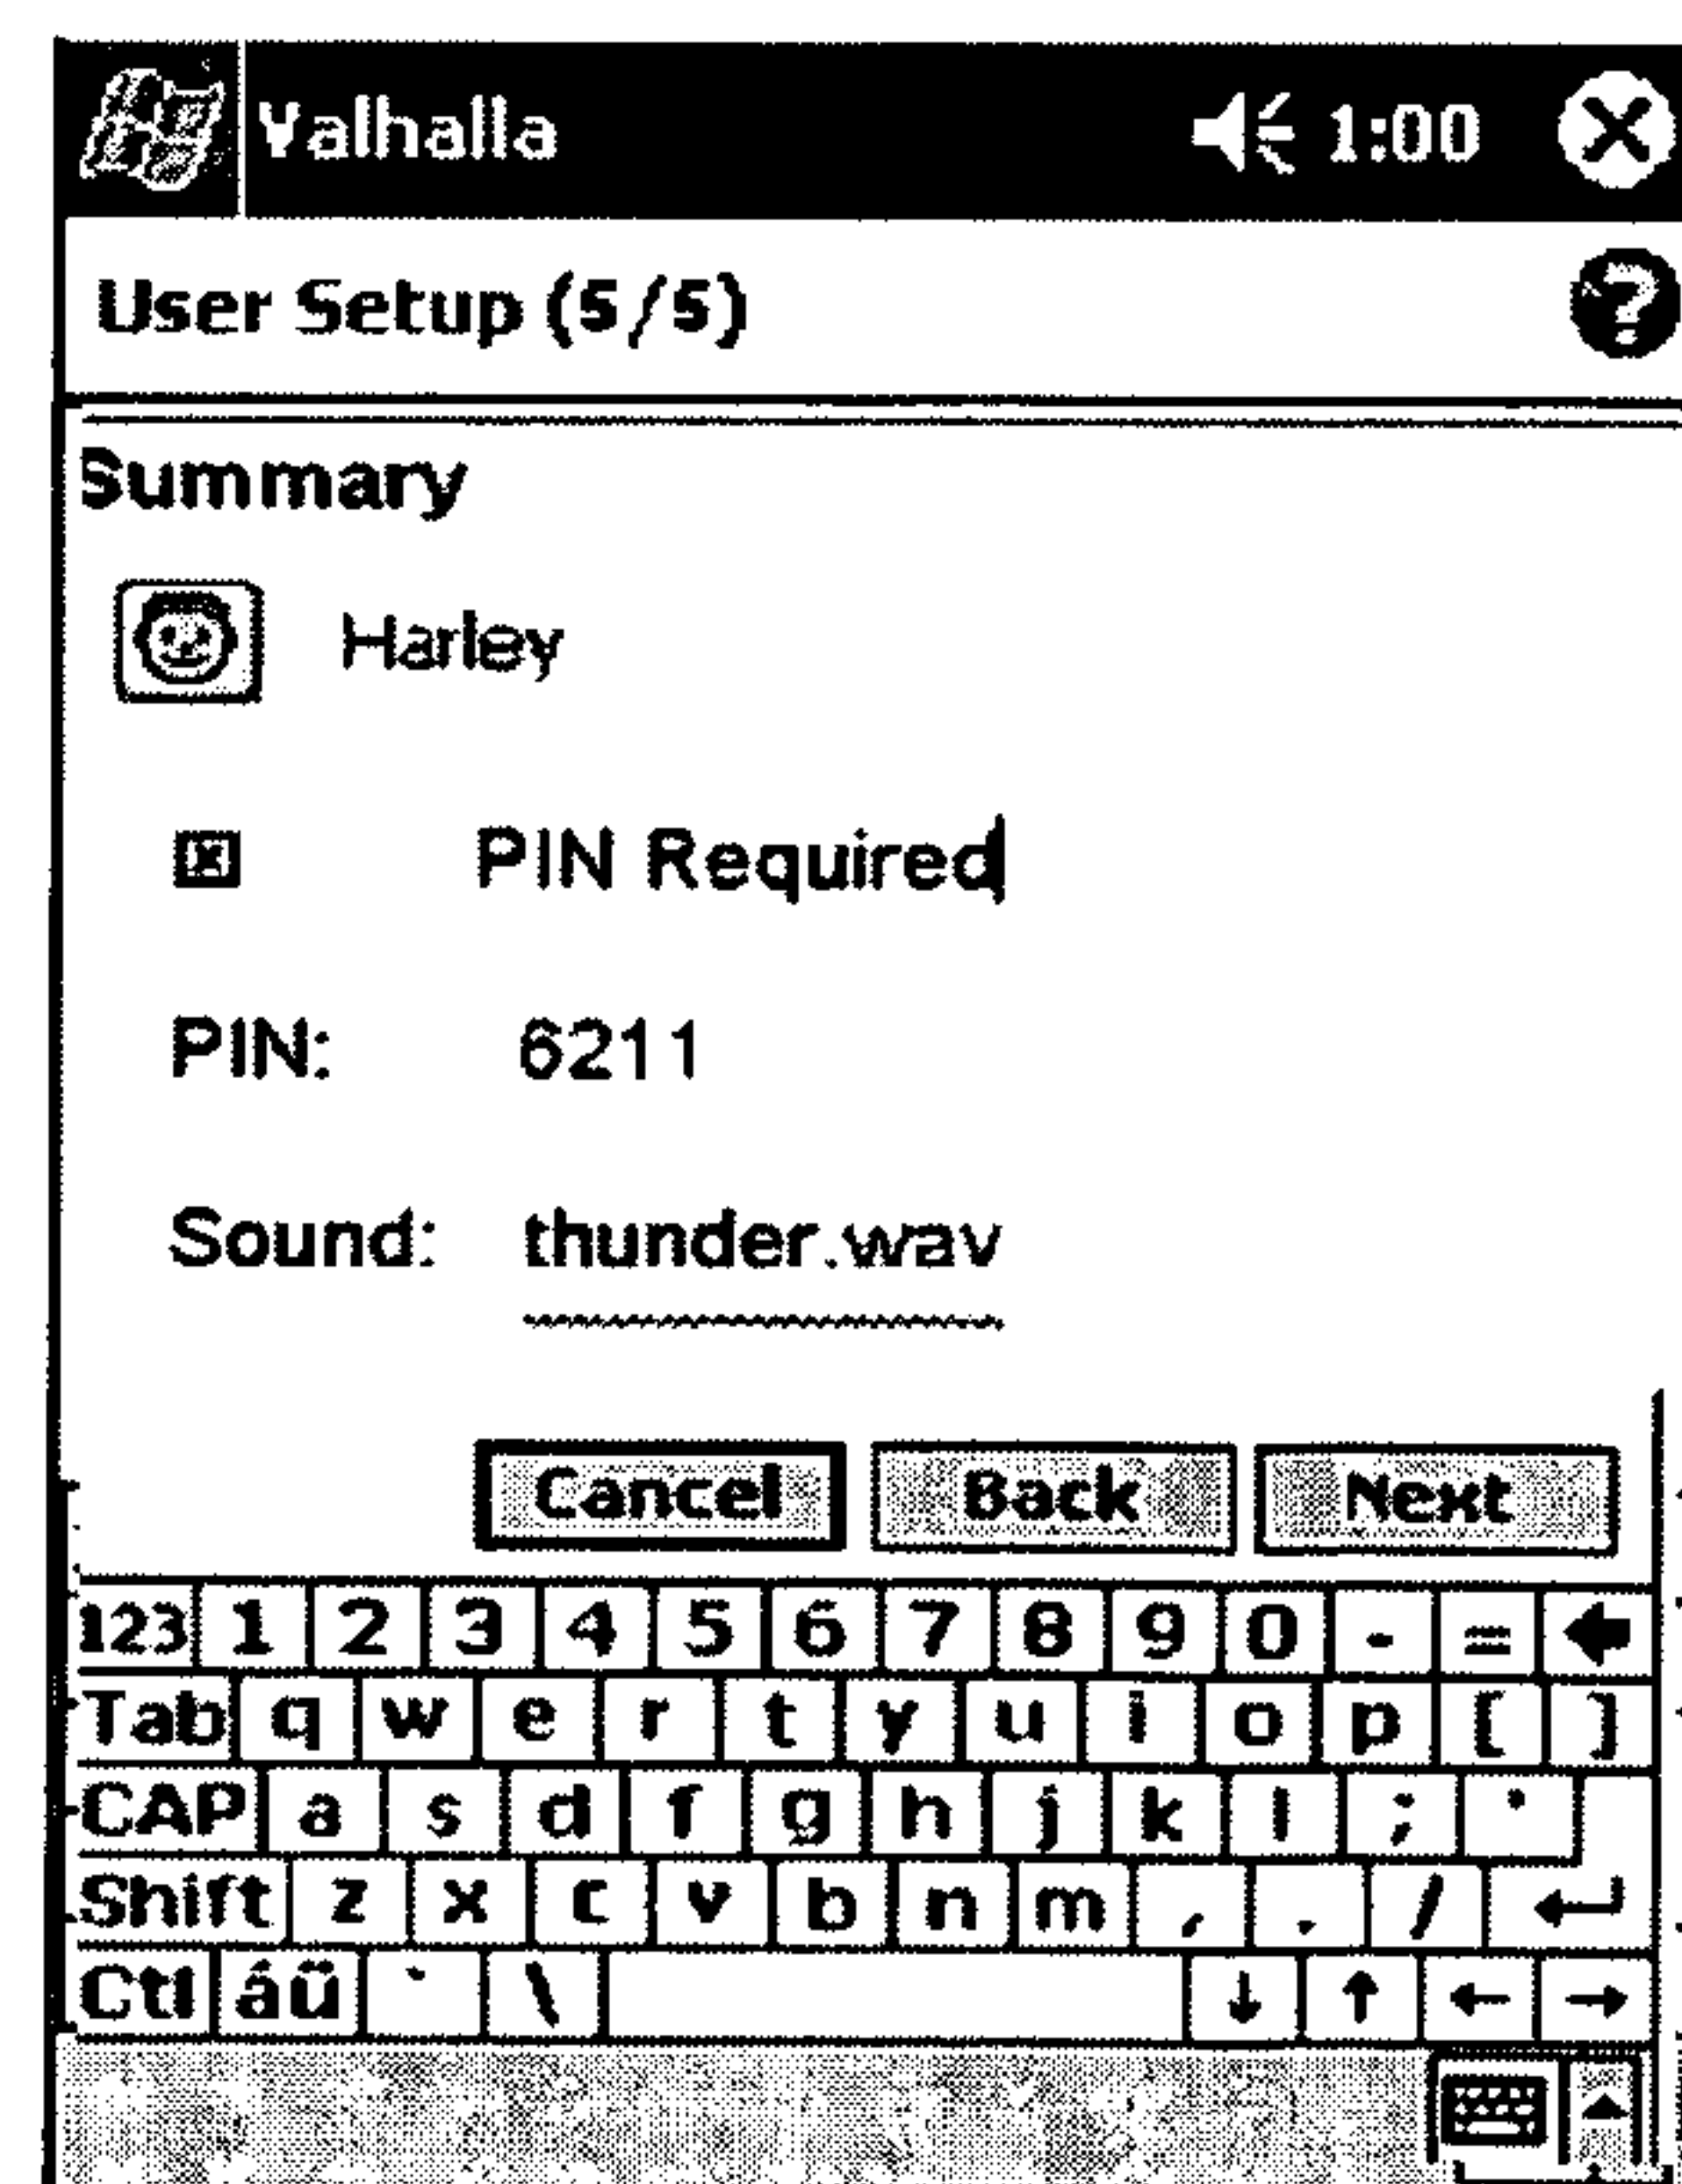 Valhalla 1:00
User Setup (5/5) ?
Summary
Harley
PIN Required
PIN: 6211
Sound: thunder.wav
Cancel Back Next
123 1 2 3 4 5 6 7 8 9 0 - =
Tab q w e r t y u i o p [ ]
CAP a s d f g h j k l ; '
Shift z x c v b n m , . /
Ctl áü ` \